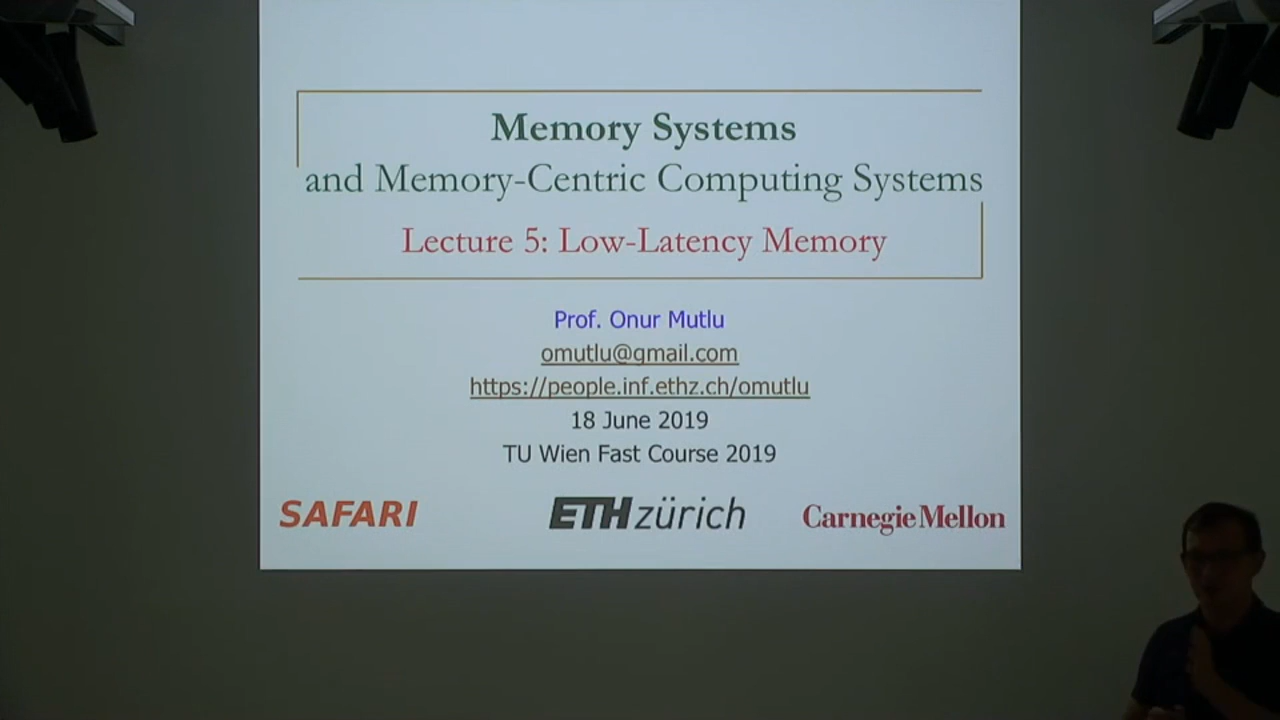 Memory Systems
and Memory-Centric Computing Systems
Lecture 5: Low-Latency Memory
Prof. Onur Mutlu
omutlu@gmail.com
https://people.inf.ethz.ch/omutlu
18 June 2019
TU Wien Fast Course 2019
SAFARI ETH zürich Carnegie Mellon